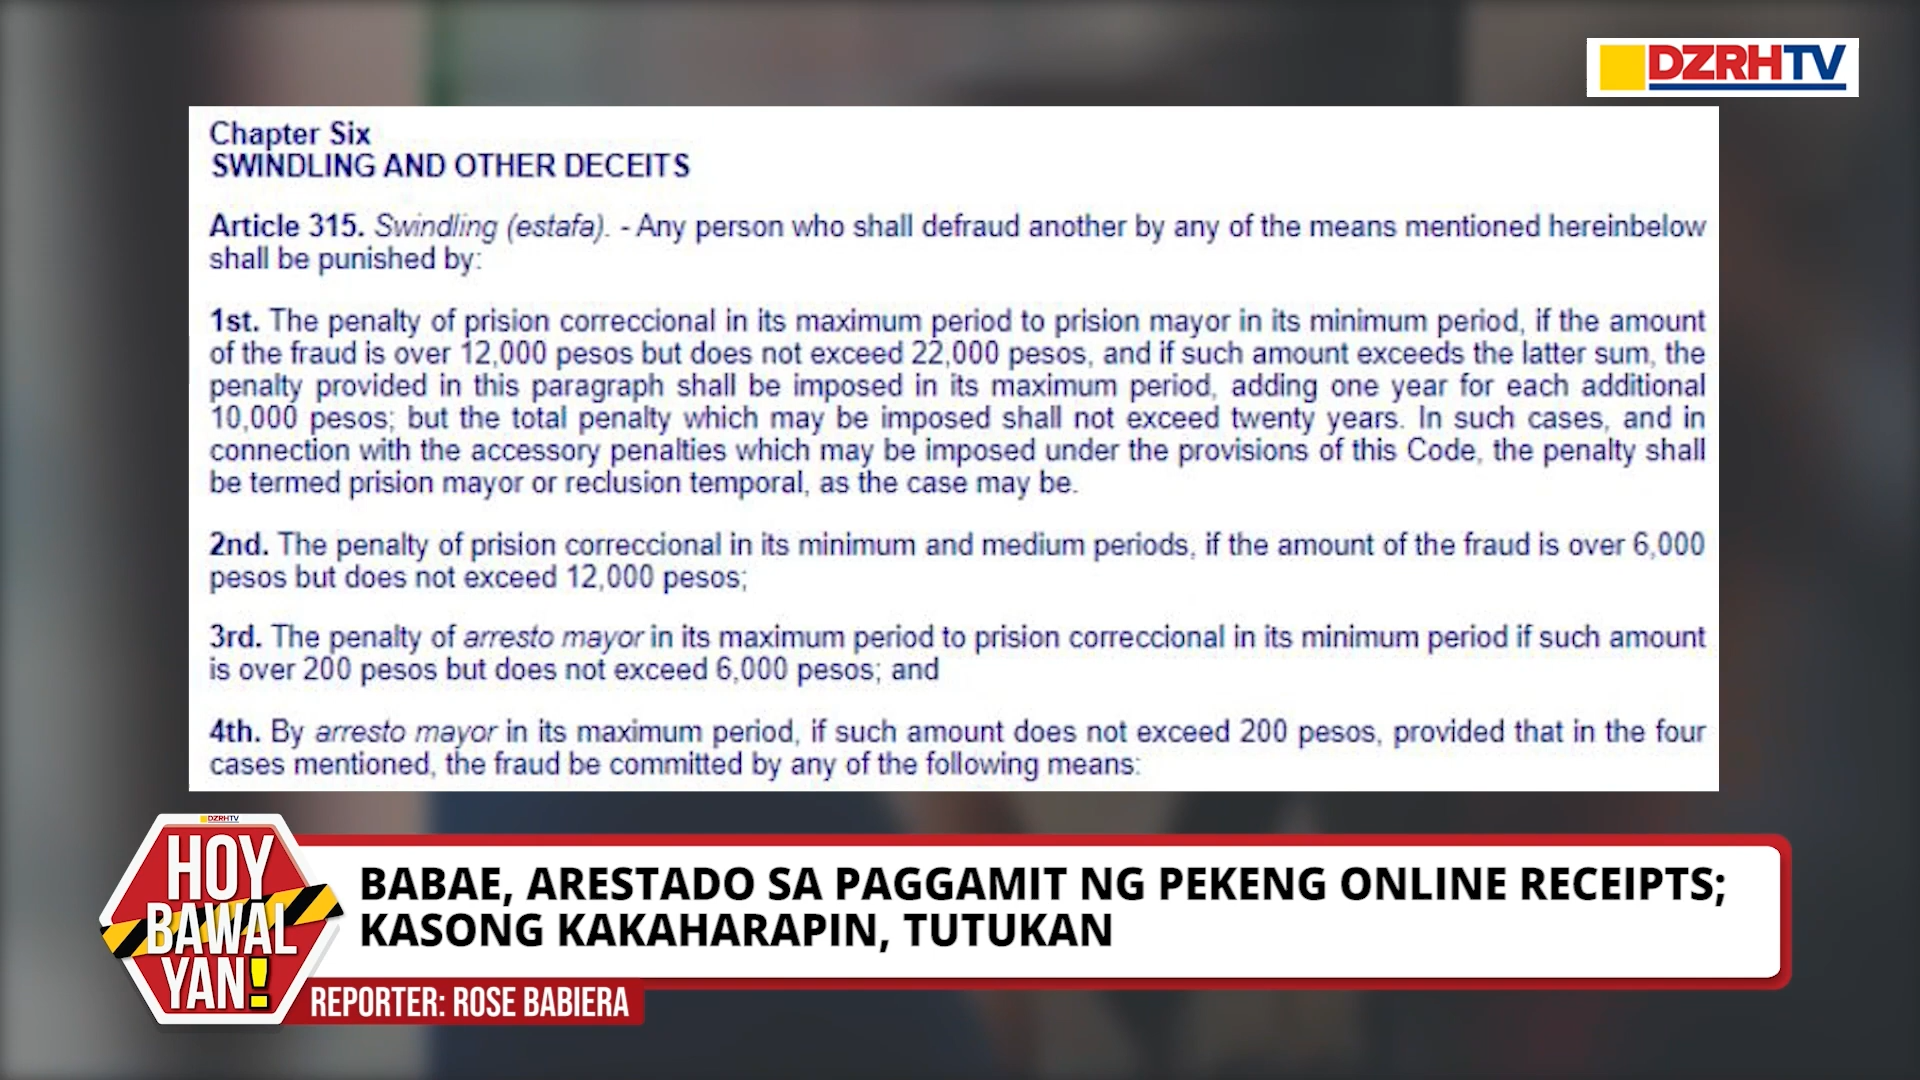 DZRHTV
Chapter Six
SWINDLING AND OTHER DECEITS
Article 315. Swindling (estafa). - Any person who shall defraud another by any of the means mentioned hereinbelow
shall be punished by:
1st. The penalty of prision correccional in its maximum period to prision mayor in its minimum period, if the amount
of the fraud is over 12,000 pesos but does not exceed 22,000 pesos, and if such amount exceeds the latter sum, the
penalty provided in this paragraph shall be imposed in its maximum period, adding one year for each additional
10,000 pesos; but the total penalty which may be imposed shall not exceed twenty years. In such cases, and in
connection with the accessory penalties which may be imposed under the provisions of this Code, the penalty shall
be termed prision mayor or reclusion temporal, as the case may be.
2nd. The penalty of prision correccional in its minimum and medium periods, if the amount of the fraud is over 6,000
pesos but does not exceed 12,000 pesos;
3rd. The penalty of arresto mayor in its maximum period to prision correccional in its minimum period if such amount
is over 200 pesos but does not exceed 6,000 pesos; and
4th. By arresto mayor in its maximum period, if such amount does not exceed 200 pesos, provided that in the four
cases mentioned, the fraud be committed by any of the following means:
DZRHTV
HOY
BAWAL
YAN!
BABAE, ARESTADO SA PAGGAMIT NG PEKENG ONLINE RECEIPTS;
KASONG KAKAHARAPIN, TUTUKAN
REPORTER: ROSE BABIERA